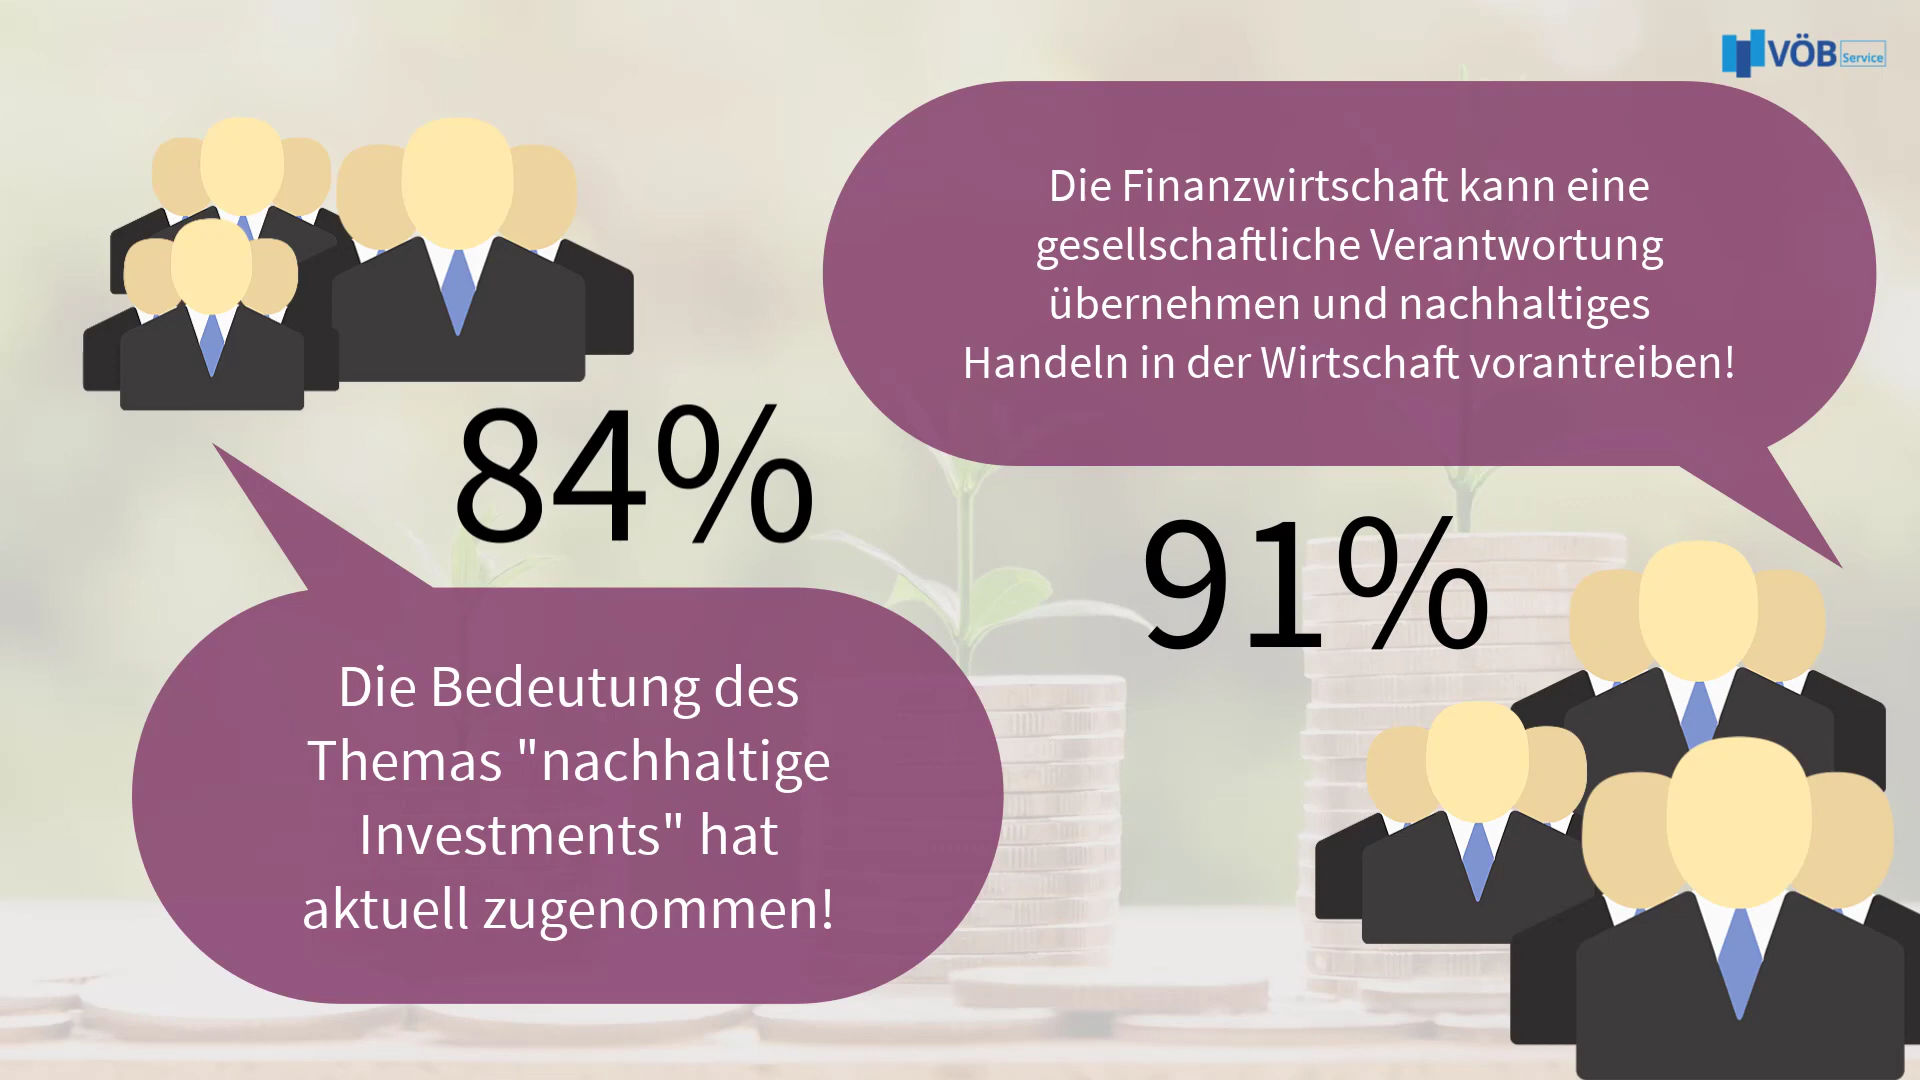 VÖB Service
Die Finanzwirtschaft kann eine
gesellschaftliche Verantwortung
übernehmen und nachhaltiges
Handeln in der Wirtschaft vorantreiben!
84%
91%
Die Bedeutung des
Themas "nachhaltige
Investments" hat
aktuell zugenommen!